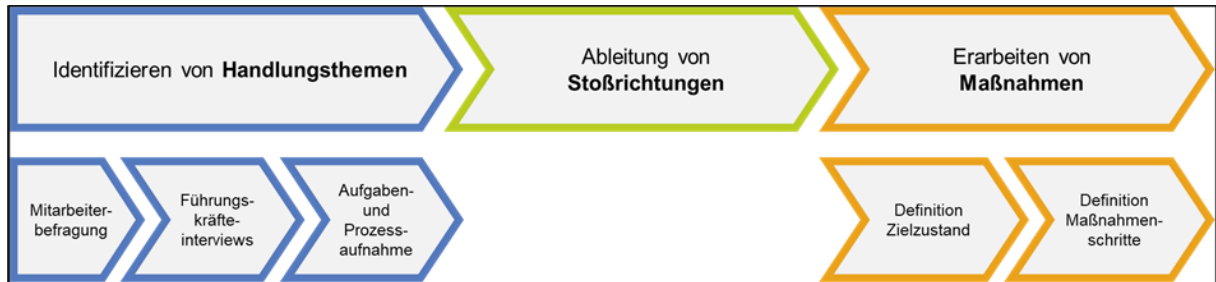 Identifizieren von Handlungsthemen
Ableitung von
Stoßrichtungen
Erarbeiten von
Maßnahmen
Mitarbeiter-
befragung
Führungs-
kräfte-
interviews
Aufgaben-
und
Prozess-
aufnahme
Definition
Zielzustand
Definition
Maßnahmen-
schritte